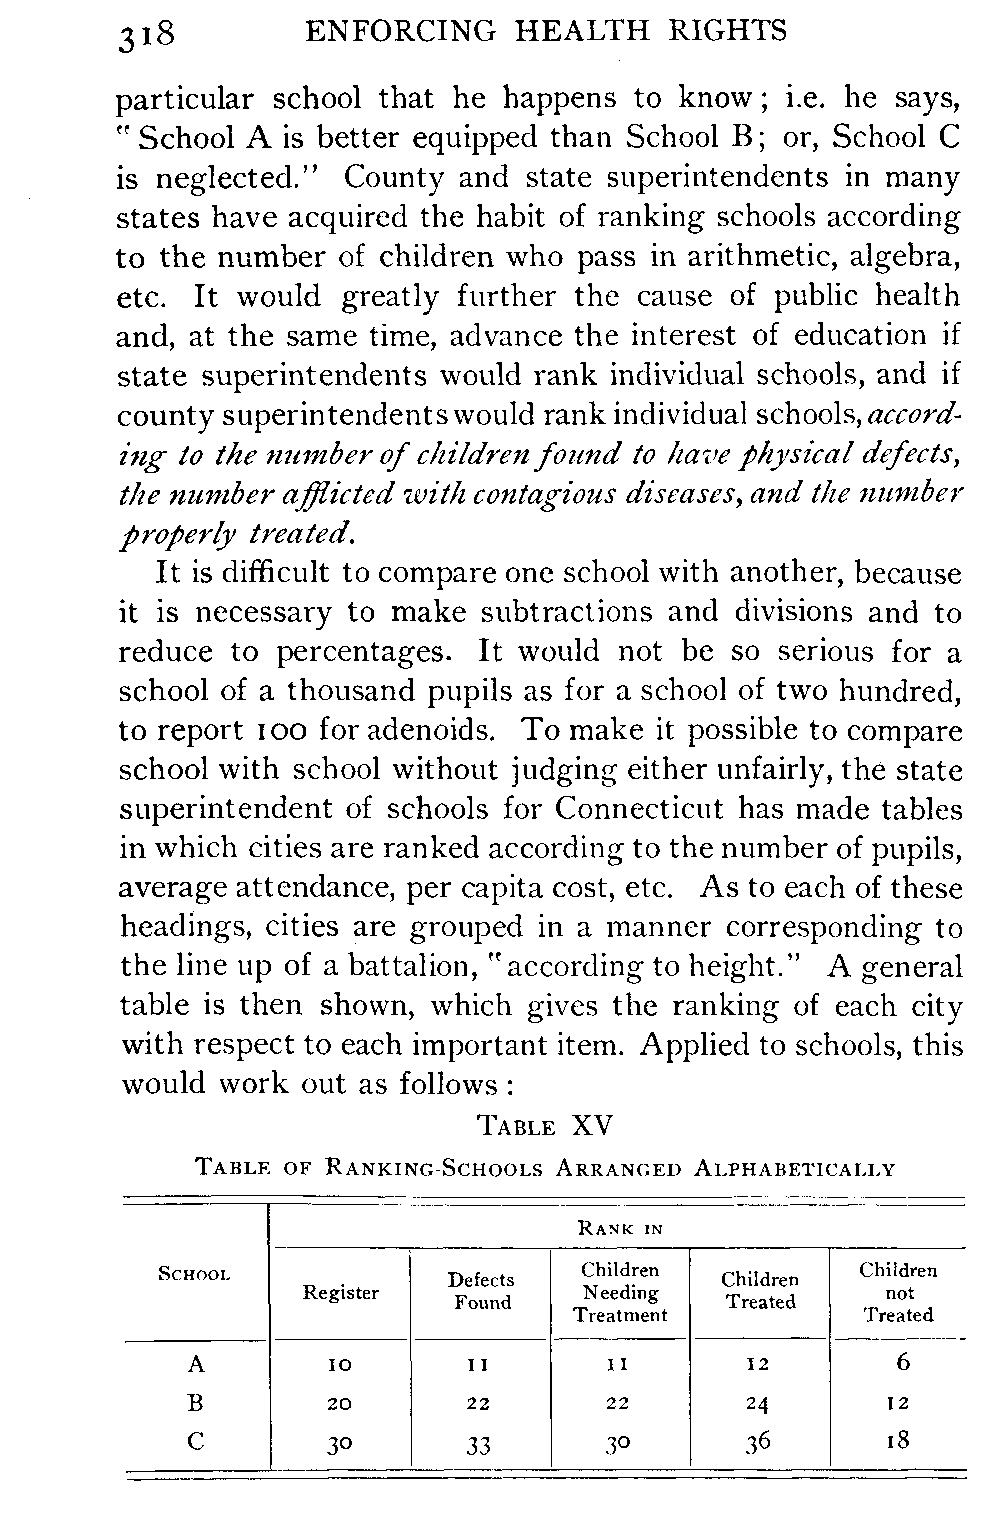 318 ENFORCING HEALTH RIGHTS
particular school that he happens to know; i.e. he says,
"School A is better equipped than School B; or, School C
is neglected." County and state superintendents in many
states have acquired the habit of ranking schools according
to the number of children who pass in arithmetic, algebra,
etc. It would greatly further the cause of public health
and, at the same time, advance the interest of education if
state superintendents would rank individual schools, and if
county superintendents would rank individual schools, accord-
ing to the number of children found to have physical defects,
the number afflicted with contagious diseases, and the number
properly treated.
It is difficult to compare one school with another, because
it is necessary to make subtractions and divisions and to
reduce to percentages. It would not be so serious for a
school of a thousand pupils as for a school of two hundred,
to report 100 for adenoids. To make it possible to compare
school with school without judging either unfairly, the state
superintendent of schools for Connecticut has made tables
in which cities are ranked according to the number of pupils,
average attendance, per capita cost, etc. As to each of these
headings, cities are grouped in a manner corresponding to
the line up of a battalion, "according to height." A general
table is then shown, which gives the ranking of each city
with respect to each important item. Applied to schools, this
would work out as follows:
TABLE XV
TABLE OF RANKING-SCHOOLS ARRANGED ALPHABETICALLY
RANK IN
SCHOOL
Register
Defects
Found
Children
Needing
Treatment
Children
Treated
Children
not
Treated
A 10 11 11 12 6
B 20 22 22 24 12
C 30 33 30 36 18